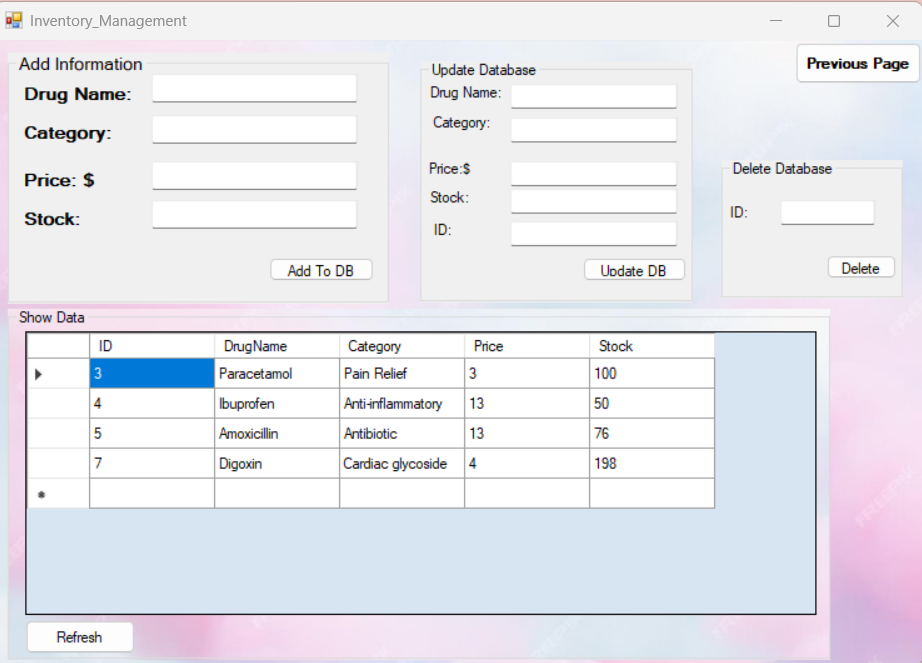 Inventory_Management
Previous Page
Add Information
Drug Name:
Category:
Price: $
Stock:
Add To DB
Update Database
Drug Name:
Category:
Price:$
Stock:
ID:
Update DB
Delete Database
ID:
Delete
Show Data
ID DrugName Category Price Stock
3 Paracetamol Pain Relief 3 100
4 Ibuprofen Anti-inflammatory 13 50
5 Amoxicillin Antibiotic 13 76
7 Digoxin Cardiac glycoside 4 198
Refresh